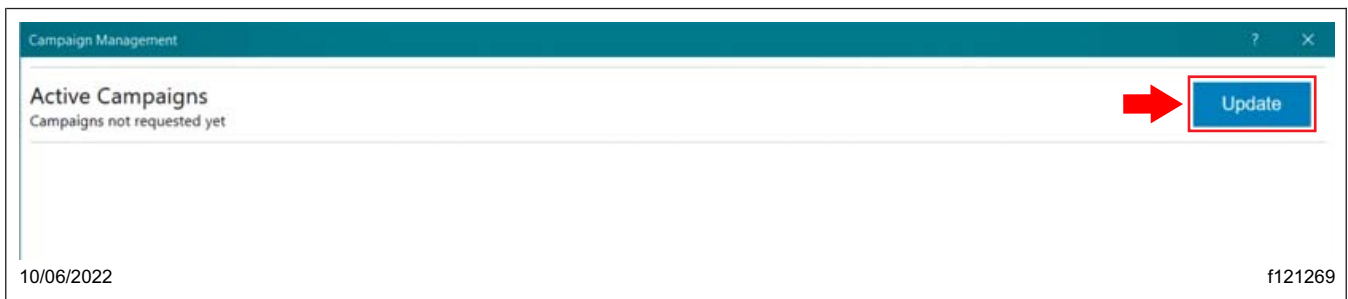 Campaign Management ? ×
Active Campaigns
Update
Campaigns not requested yet
10/06/2022 f121269